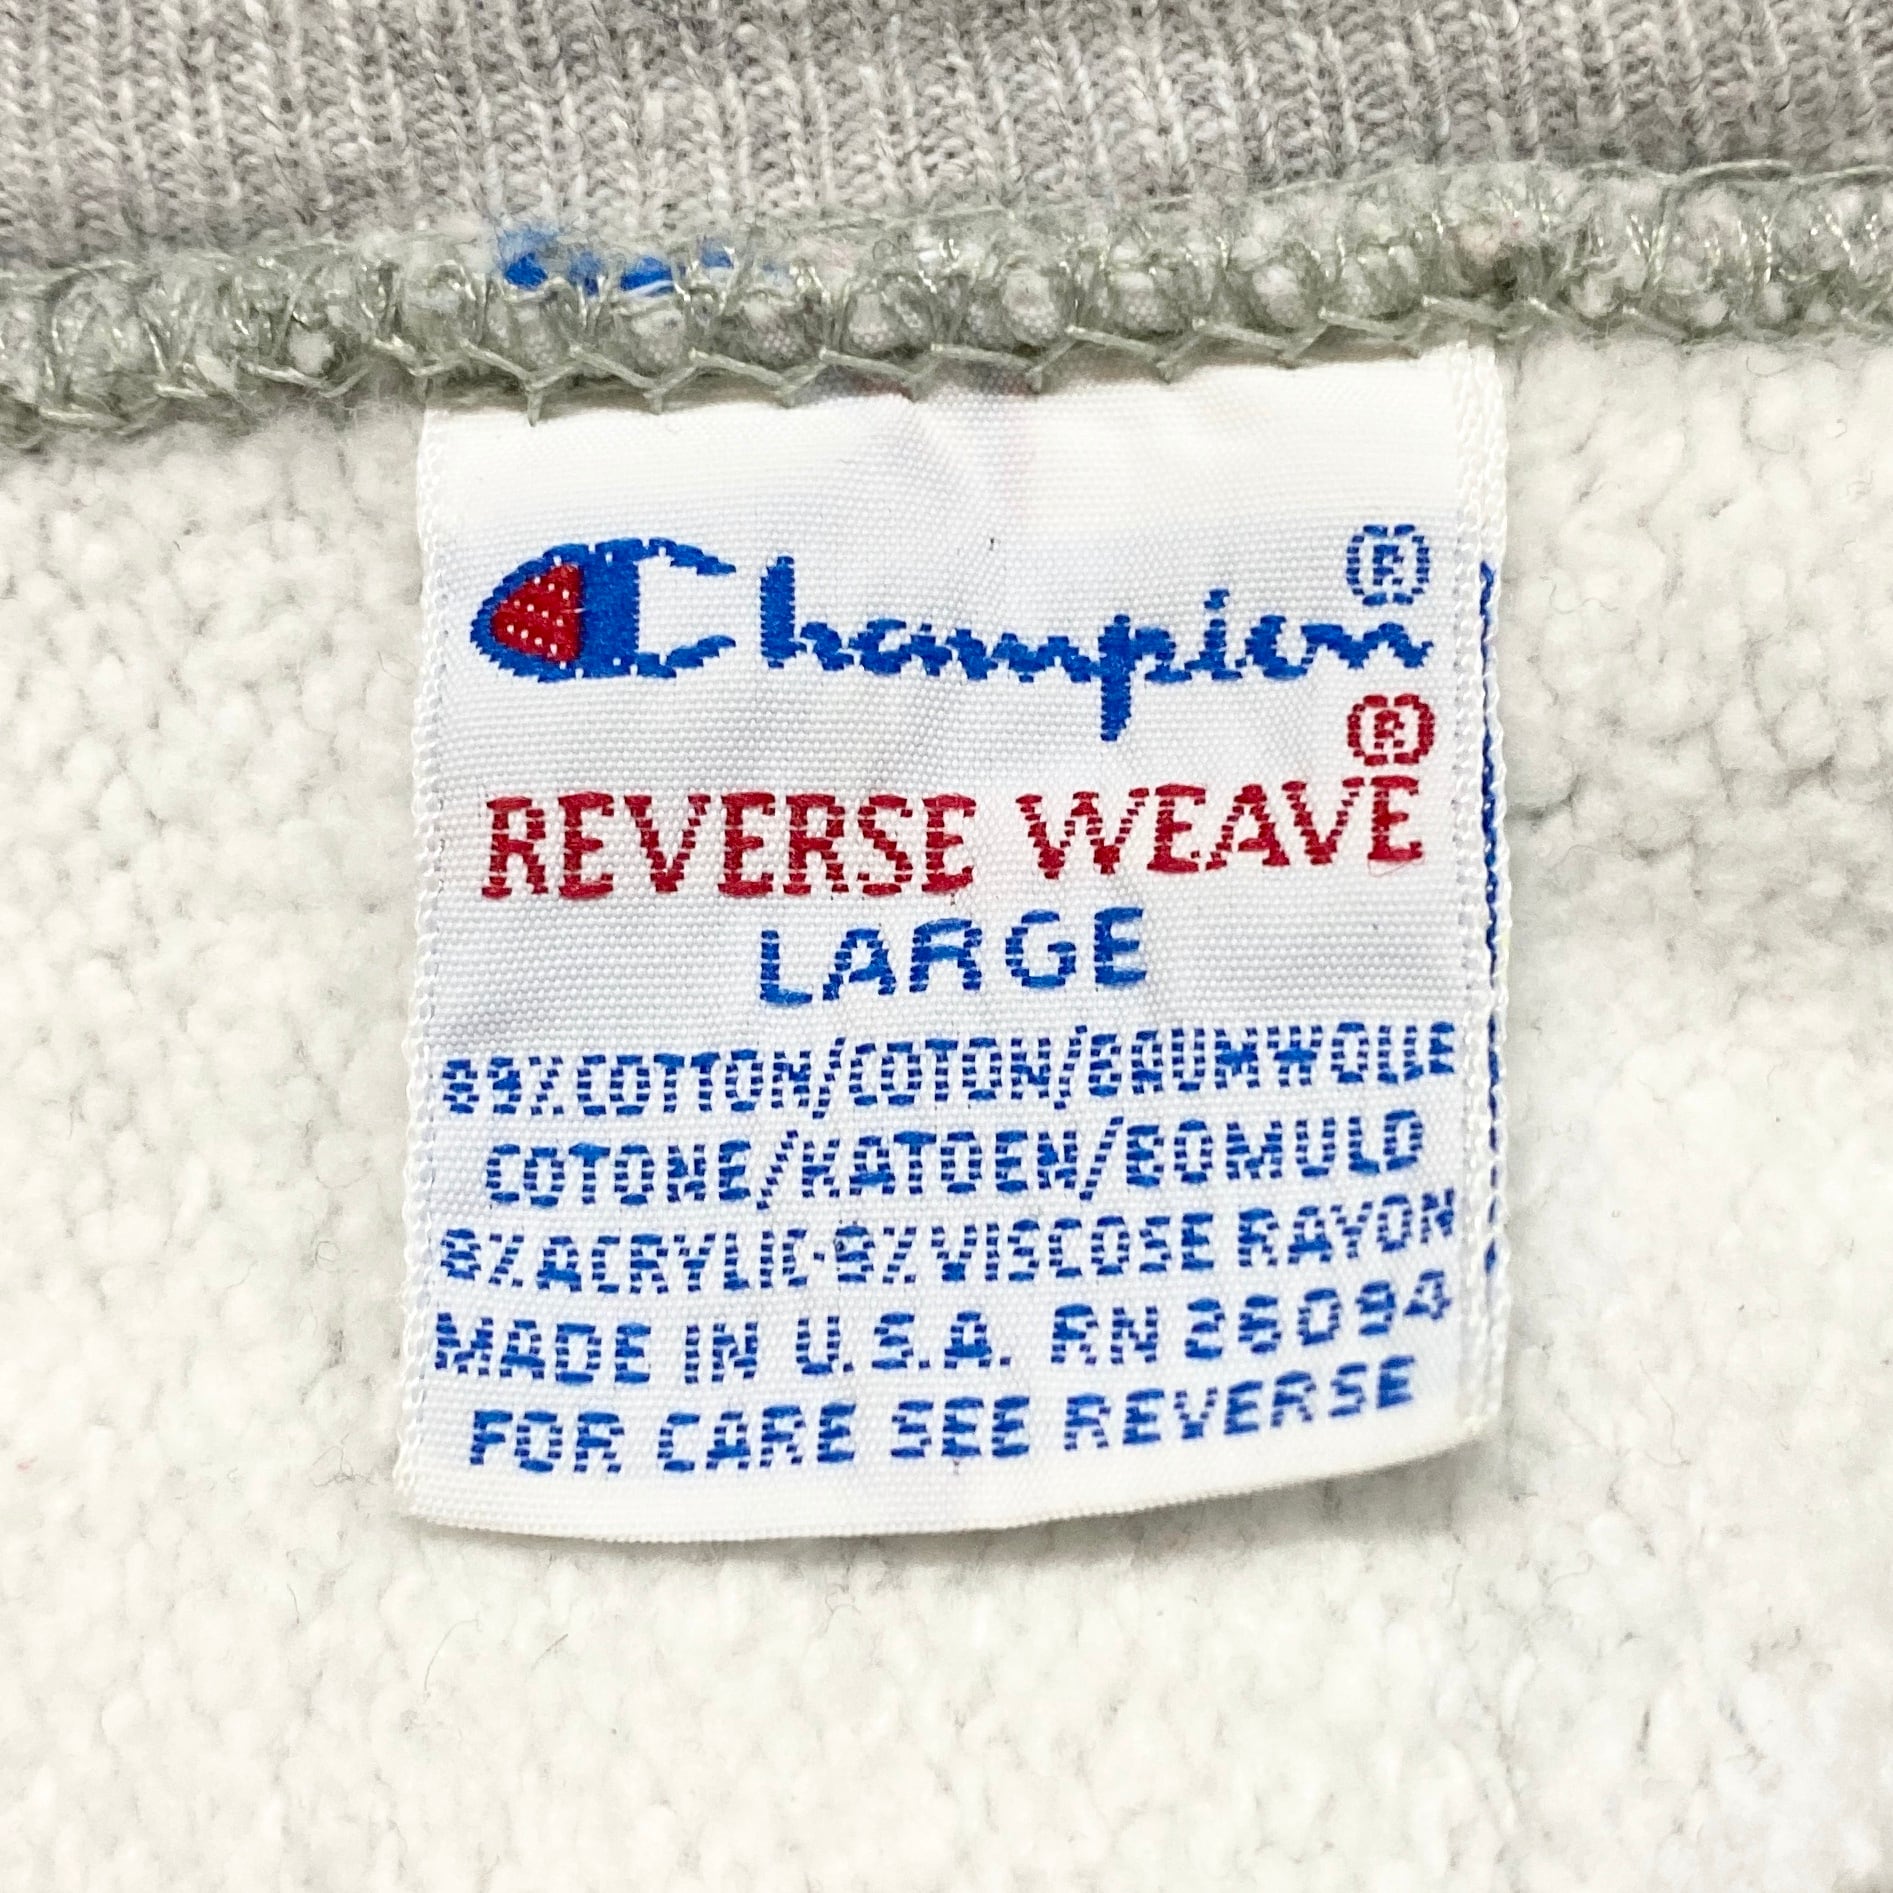 Champion®
®
REVERSE WEAVE
LARGE
89%COTTON/COTON/BAUMWOLLE
COTONE/KATOEN/BOMULD
8%ACRYLIC·8%VISCOSE RAYON
MADE IN U.S.A. RN 26094
FOR CARE SEE REVERSE